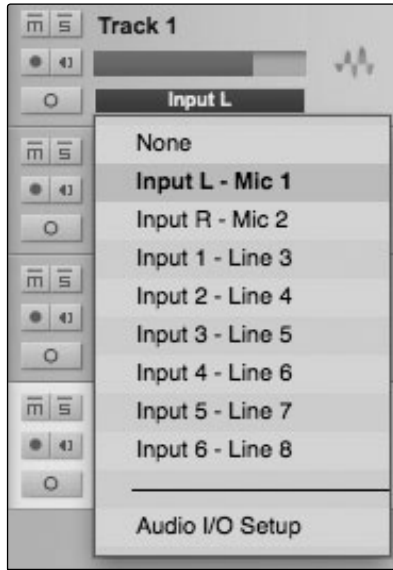 m s Track 1
Input L
None
m s
Input L - Mic 1
Input R - Mic 2
Input 1 - Line 3
m s
Input 2 - Line 4
Input 3 - Line 5
Input 4 - Line 6
m s
Input 5 - Line 7
Input 6 - Line 8
Audio I/O Setup